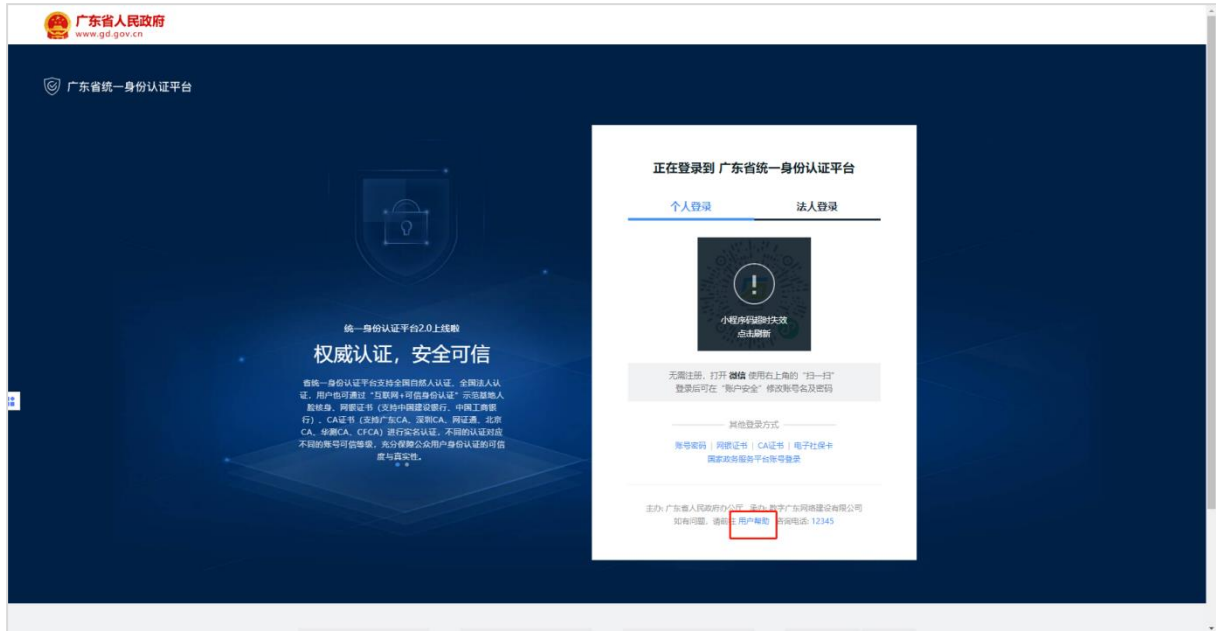 广东省人民政府
www.gd.gov.cn
广东省统一身份认证平台
统一身份认证平台2.0上线啦
权威认证，安全可信
省统一身份认证平台支持全国自然人认证、全国法人认
证，用户也可通过“互联网+可信身份认证”示范基地人
脸核身、网银证书（支持中国建设银行、中国工商银
行）、CA证书（支持广东CA、深圳CA、网证通、北京
CA、华测CA、CFCA）进行实名认证，不同的认证对应
不同的账号可信等级，充分保障公众用户身份认证的可信
度与真实性。
正在登录到 广东省统一身份认证平台
个人登录 法人登录
小程序码超时失效
点击刷新
无需注册，打开 微信 使用右上角的“扫一扫”
登录后可在“账户安全”修改账号名及密码
其他登录方式
账号密码 | 网银证书 | CA证书 | 电子社保卡
国家政务服务平台账号登录
主办: 广东省人民政府办公厅 承办: 数字广东网络建设有限公司
如有问题，请前往 用户帮助 咨询电话: 12345